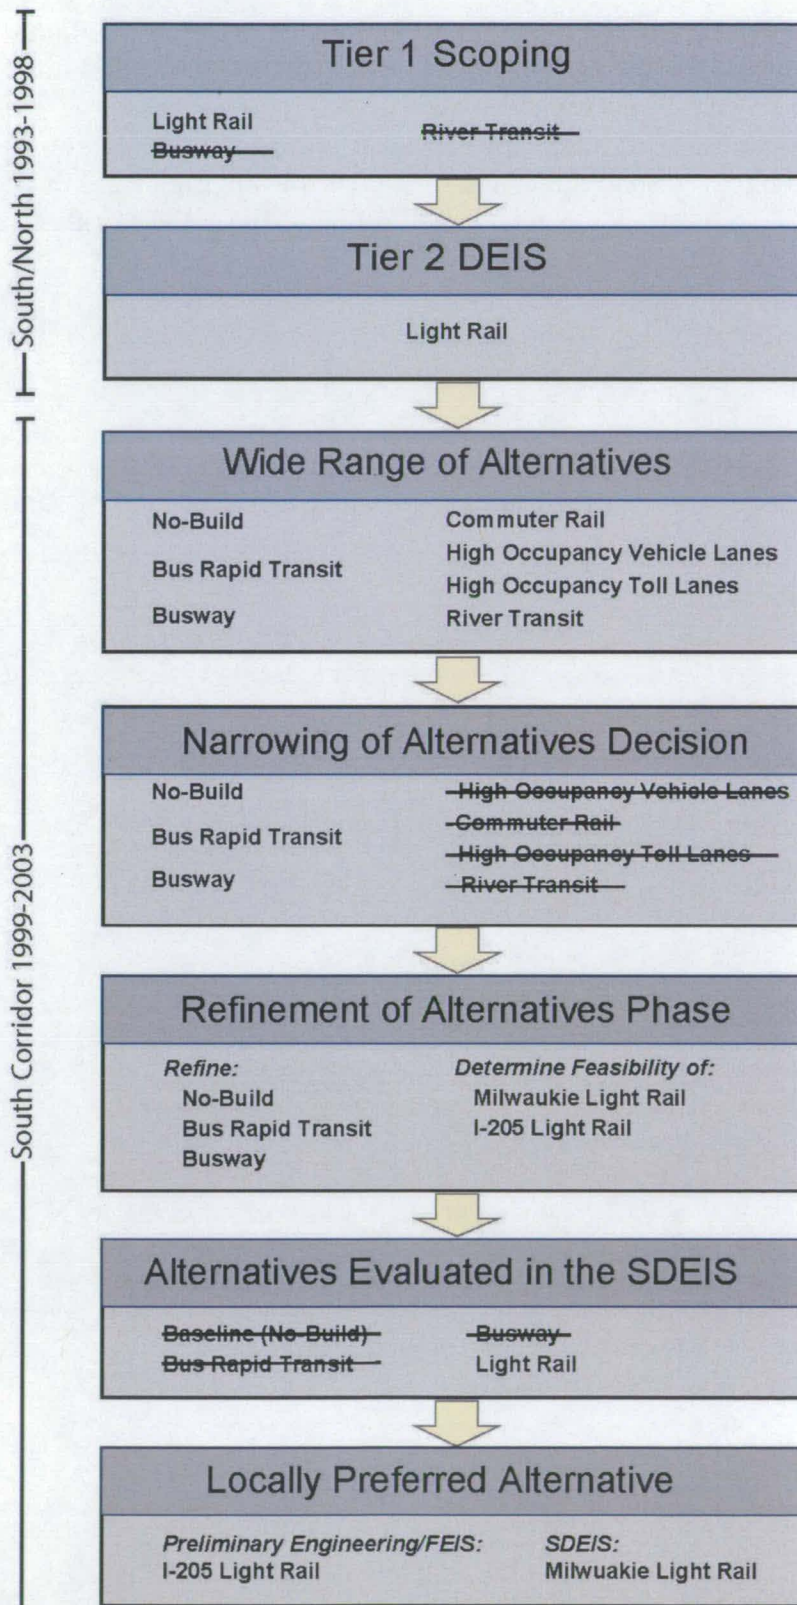 South/North 1993-1998
Tier 1 Scoping
Light Rail
Busway
River Transit
Tier 2 DEIS
Light Rail
South Corridor 1999-2003
Wide Range of Alternatives
No-Build
Bus Rapid Transit
Busway
Commuter Rail
High Occupancy Vehicle Lanes
High Occupancy Toll Lanes
River Transit
Narrowing of Alternatives Decision
No-Build
Bus Rapid Transit
Busway
High Occupancy Vehicle Lanes
Commuter Rail
High Occupancy Toll Lanes
River Transit
Refinement of Alternatives Phase
Refine:
No-Build
Bus Rapid Transit
Busway
Determine Feasibility of:
Milwaukie Light Rail
I-205 Light Rail
Alternatives Evaluated in the SDEIS
Baseline (No-Build)
Bus Rapid Transit
Busway
Light Rail
Locally Preferred Alternative
Preliminary Engineering/FEIS:
I-205 Light Rail
SDEIS:
Milwuakie Light Rail